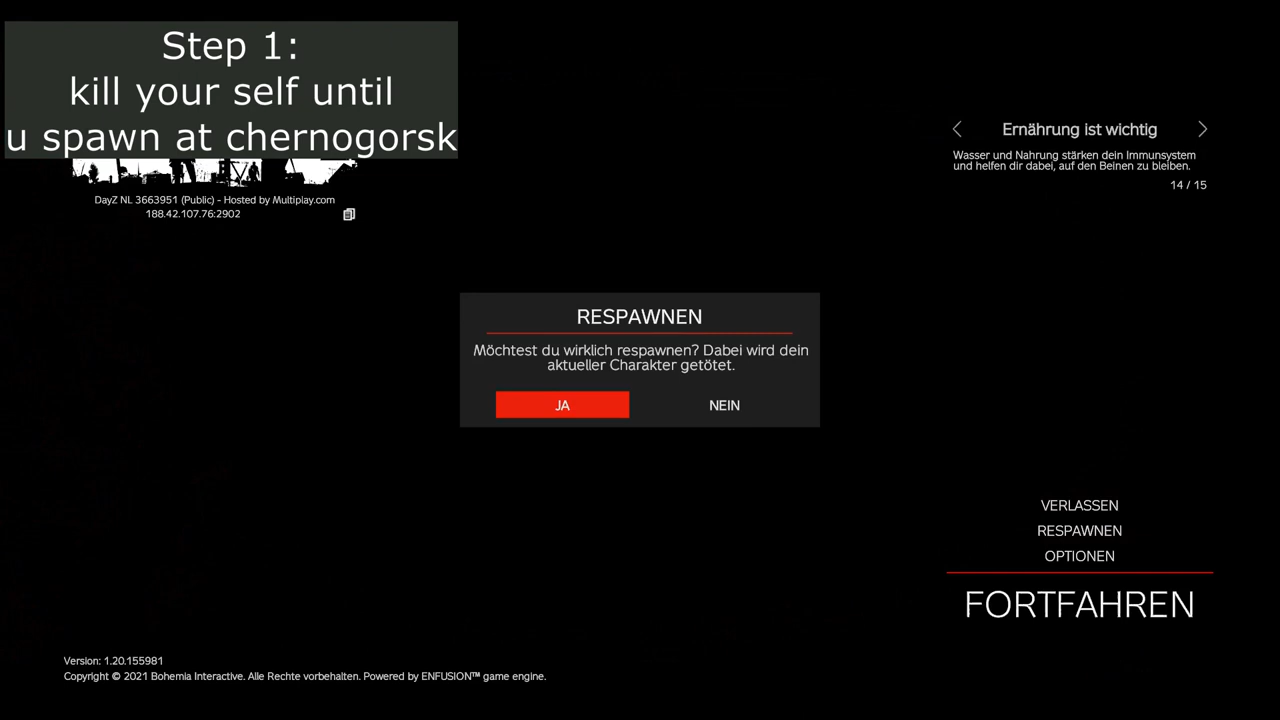 Step 1:
kill your self until
u spawn at chernogorsk
DayZ NL 3663951 (Public) - Hosted by Multiplay.com
188.42.107.76:2902
Ernährung ist wichtig
Wasser und Nahrung stärken dein Immunsystem
und helfen dir dabei, auf den Beinen zu bleiben.
14 / 15
RESPAWNEN
Möchtest du wirklich respawnen? Dabei wird dein
aktueller Charakter getötet.
JA NEIN
VERLASSEN
RESPAWNEN
OPTIONEN
FORTFAHREN
Version: 1.20.155981
Copyright © 2021 Bohemia Interactive. Alle Rechte vorbehalten. Powered by ENFUSION™ game engine.